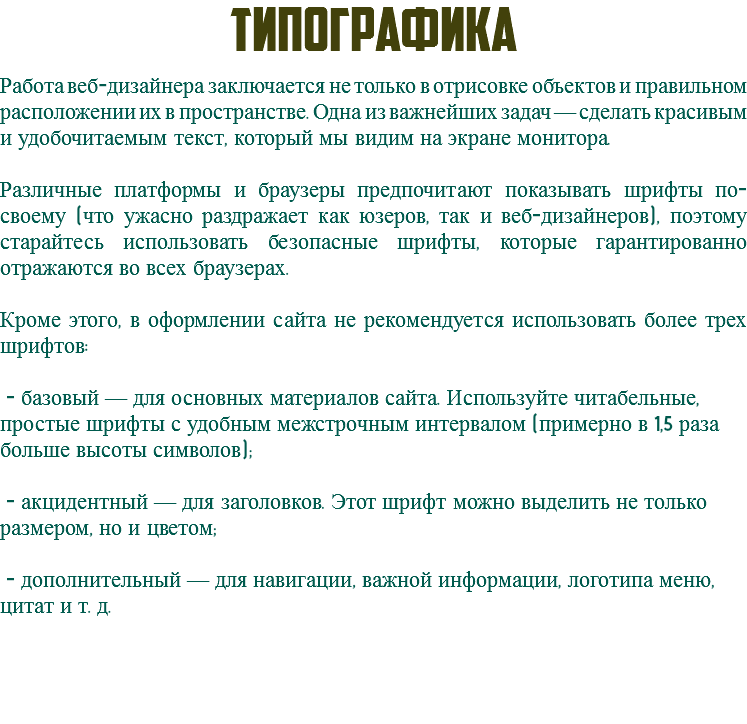 ТИПОГРАФИКА
Работа веб-дизайнера заключается не только в отрисовке объектов и правильном
расположении их в пространстве. Одна из важнейших задач — сделать красивым
и удобочитаемым текст, который мы видим на экране монитора.
Различные платформы и браузеры предпочитают показывать шрифты по-
своему (что ужасно раздражает как юзеров, так и веб-дизайнеров), поэтому
старайтесь использовать безопасные шрифты, которые гарантированно
отражаются во всех браузерах.
Кроме этого, в оформлении сайта не рекомендуется использовать более трех
шрифтов:
- базовый — для основных материалов сайта. Используйте читабельные,
простые шрифты с удобным межстрочным интервалом (примерно в 1,5 раза
больше высоты символов);
- акцидентный — для заголовков. Этот шрифт можно выделить не только
размером, но и цветом;
- дополнительный — для навигации, важной информации, логотипа меню,
цитат и т. д.